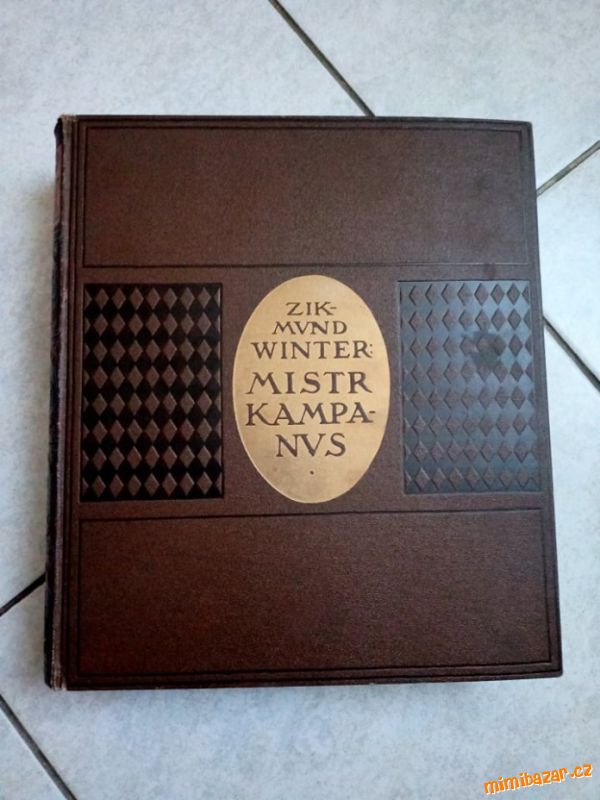 ZIK-
MVND
WINTER:
MISTR
KAMPA-
NVS
.
mimibazar.cz